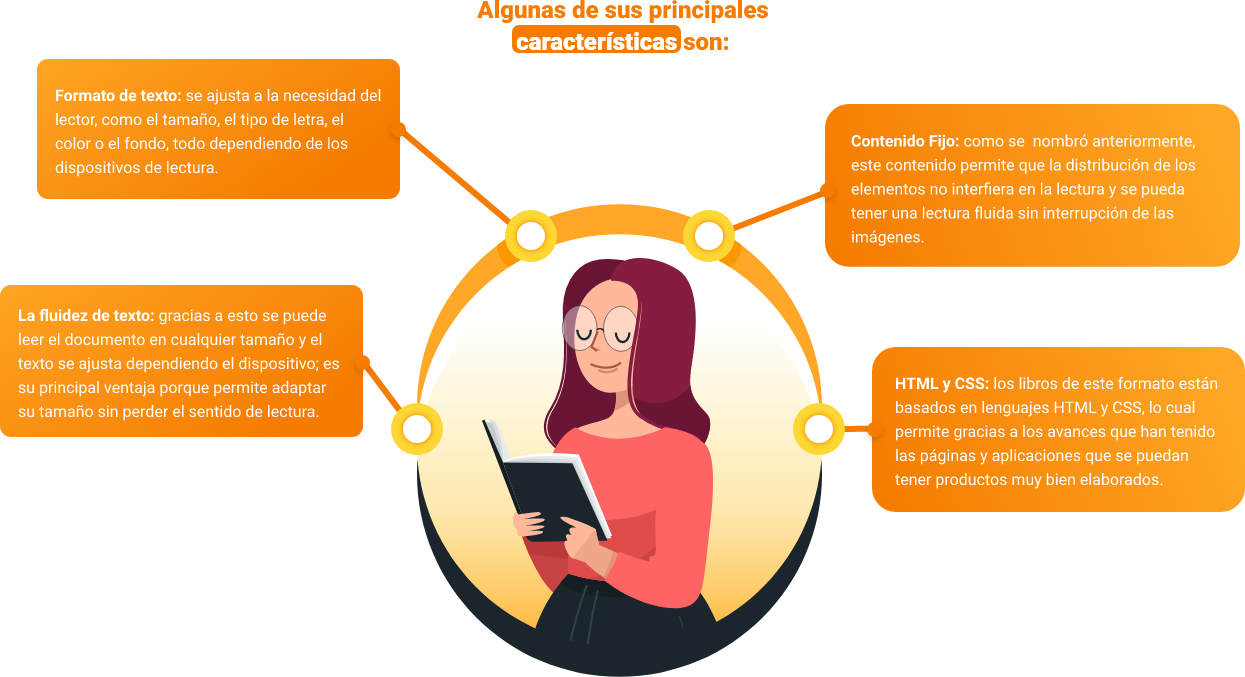 Algunas de sus principales
características son:
Formato de texto: se ajusta a la necesidad del
lector, como el tamaño, el tipo de letra, el
color o el fondo, todo dependiendo de los
dispositivos de lectura.
Contenido Fijo: como se  nombró anteriormente,
este contenido permite que la distribución de los
elementos no interfiera en la lectura y se pueda
tener una lectura fluida sin interrupción de las
imágenes.
La fluidez de texto: gracias a esto se puede
leer el documento en cualquier tamaño y el
texto se ajusta dependiendo el dispositivo; es
su principal ventaja porque permite adaptar
su tamaño sin perder el sentido de lectura.
HTML y CSS: los libros de este formato están
basados en lenguajes HTML y CSS, lo cual
permite gracias a los avances que han tenido
las páginas y aplicaciones que se puedan
tener productos muy bien elaborados.